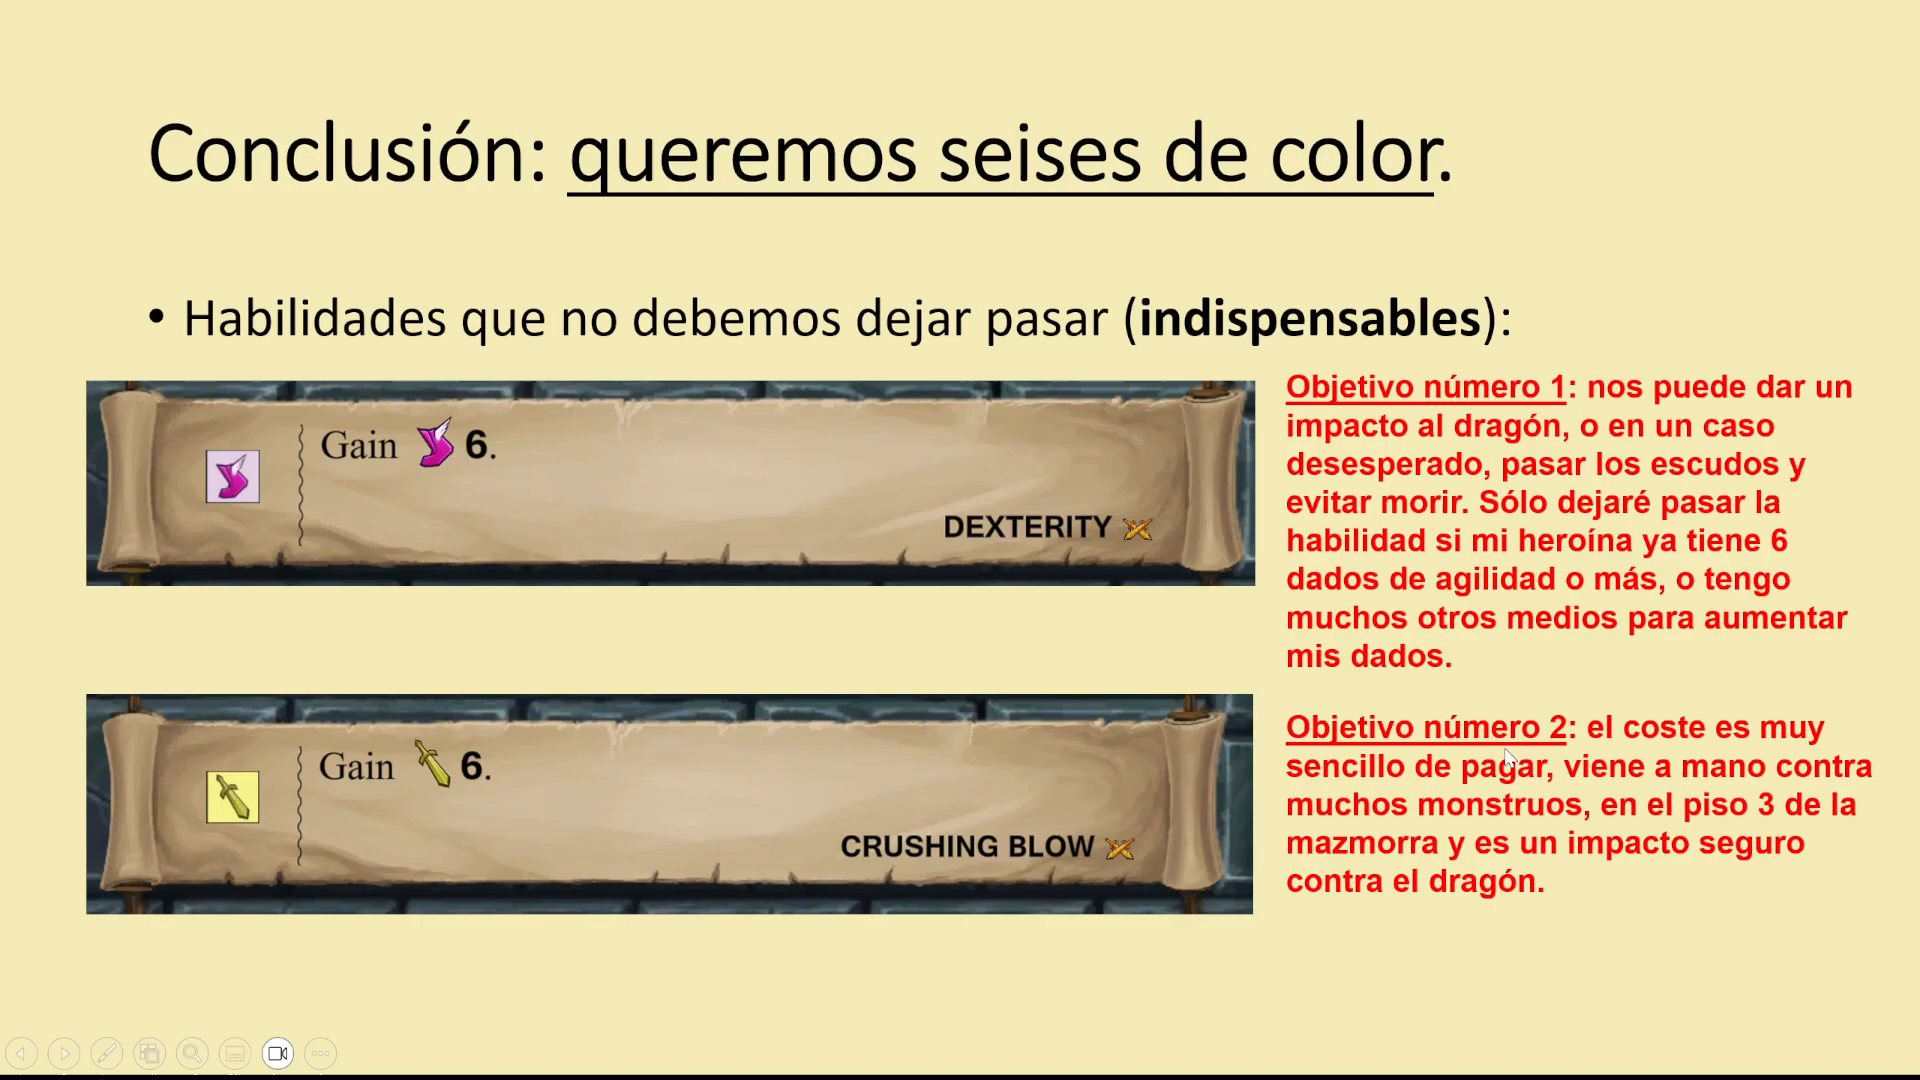 Conclusión: queremos seises de color.
• Habilidades que no debemos dejar pasar (indispensables):
Gain 6.
DEXTERITY
Objetivo número 1: nos puede dar un
impacto al dragón, o en un caso
desesperado, pasar los escudos y
evitar morir. Sólo dejaré pasar la
habilidad si mi heroína ya tiene 6
dados de agilidad o más, o tengo
muchos otros medios para aumentar
mis dados.
Gain 6.
CRUSHING BLOW
Objetivo número 2: el coste es muy
sencillo de pagar, viene a mano contra
muchos monstruos, en el piso 3 de la
mazmorra y es un impacto seguro
contra el dragón.